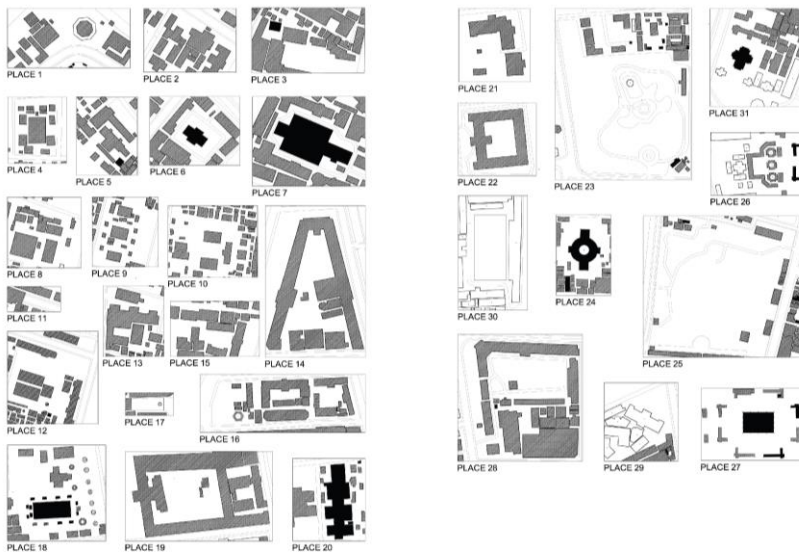 PLACE 1
PLACE 2
PLACE 3
PLACE 4
PLACE 5
PLACE 6
PLACE 7
PLACE 8
PLACE 9
PLACE 10
PLACE 11
PLACE 13
PLACE 15
PLACE 14
PLACE 12
PLACE 17
PLACE 16
PLACE 18
PLACE 19
PLACE 20
PLACE 21
PLACE 22
PLACE 23
PLACE 31
PLACE 26
PLACE 30
PLACE 24
PLACE 25
PLACE 28
PLACE 29
PLACE 27